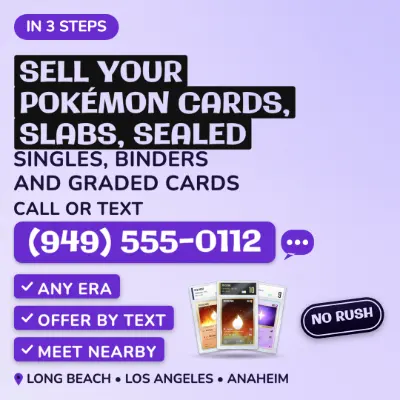 IN 3 STEPS
SELL YOUR
POKÉMON CARDS,
SLABS, SEALED
SINGLES, BINDERS
AND GRADED CARDS
CALL OR TEXT
(949) 555-0112
ANY ERA
OFFER BY TEXT
MEET NEARBY
NO RUSH
LONG BEACH • LOS ANGELES • ANAHEIM